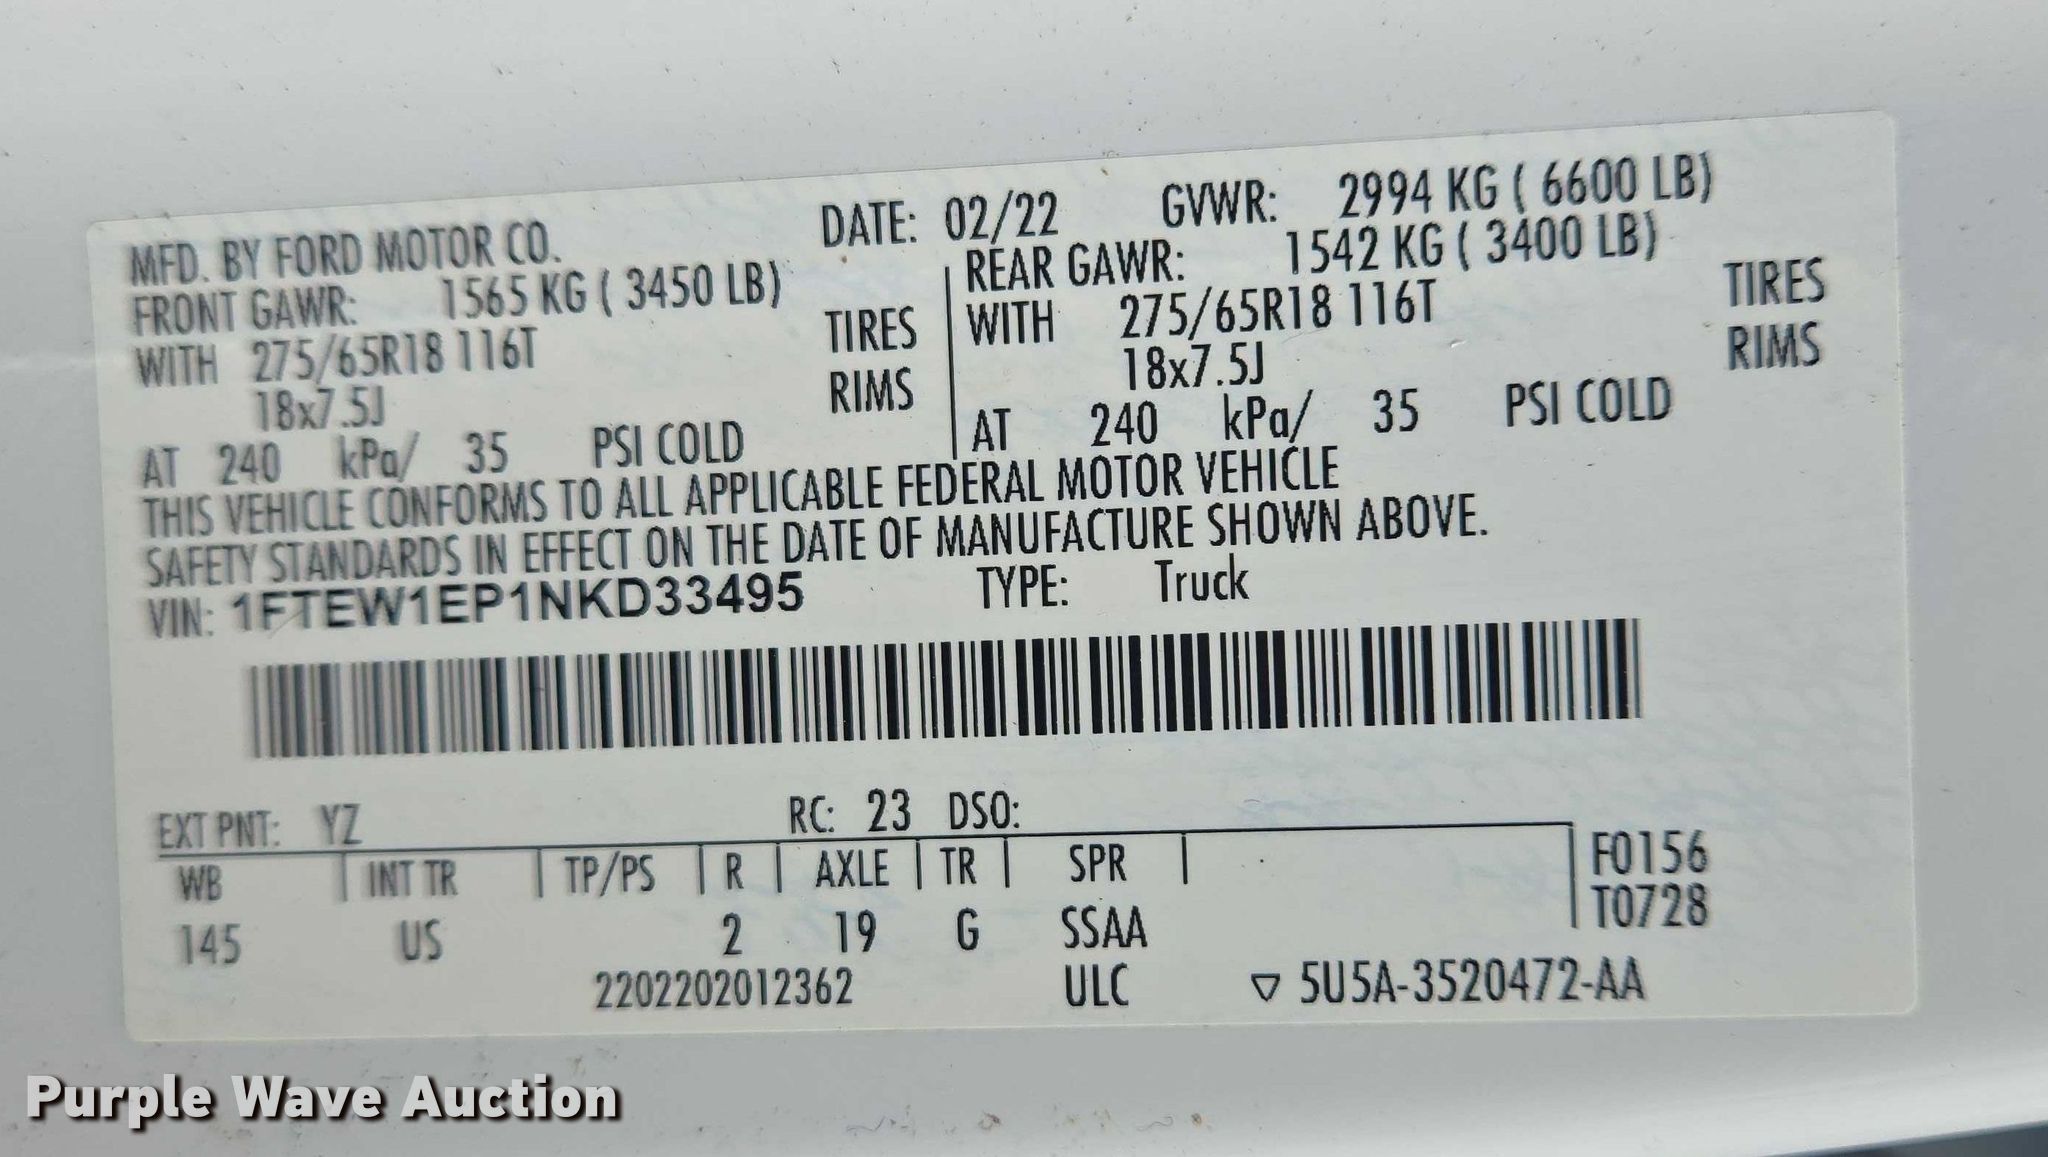 MFD. BY FORD MOTOR CO. DATE: 02/22 GVWR: 2994 KG ( 6600 LB)
FRONT GAWR: 1565 KG ( 3450 LB) REAR GAWR: 1542 KG ( 3400 LB)
WITH 275/65R18 116T TIRES WITH 275/65R18 116T TIRES
18x7.5J RIMS 18x7.5J RIMS
AT 240 kPa/ 35 PSI COLD AT 240 kPa/ 35 PSI COLD
THIS VEHICLE CONFORMS TO ALL APPLICABLE FEDERAL MOTOR VEHICLE
SAFETY STANDARDS IN EFFECT ON THE DATE OF MANUFACTURE SHOWN ABOVE.
VIN: 1FTEW1EP1NKD33495 TYPE: Truck
EXT PNT: YZ RC: 23 DSO:
WB INT TR TP/PS R AXLE TR SPR F0156
145 US 2 19 G SSAA T0728
2202202012362 ULC ▽ 5U5A-3520472-AA
Purple Wave Auction